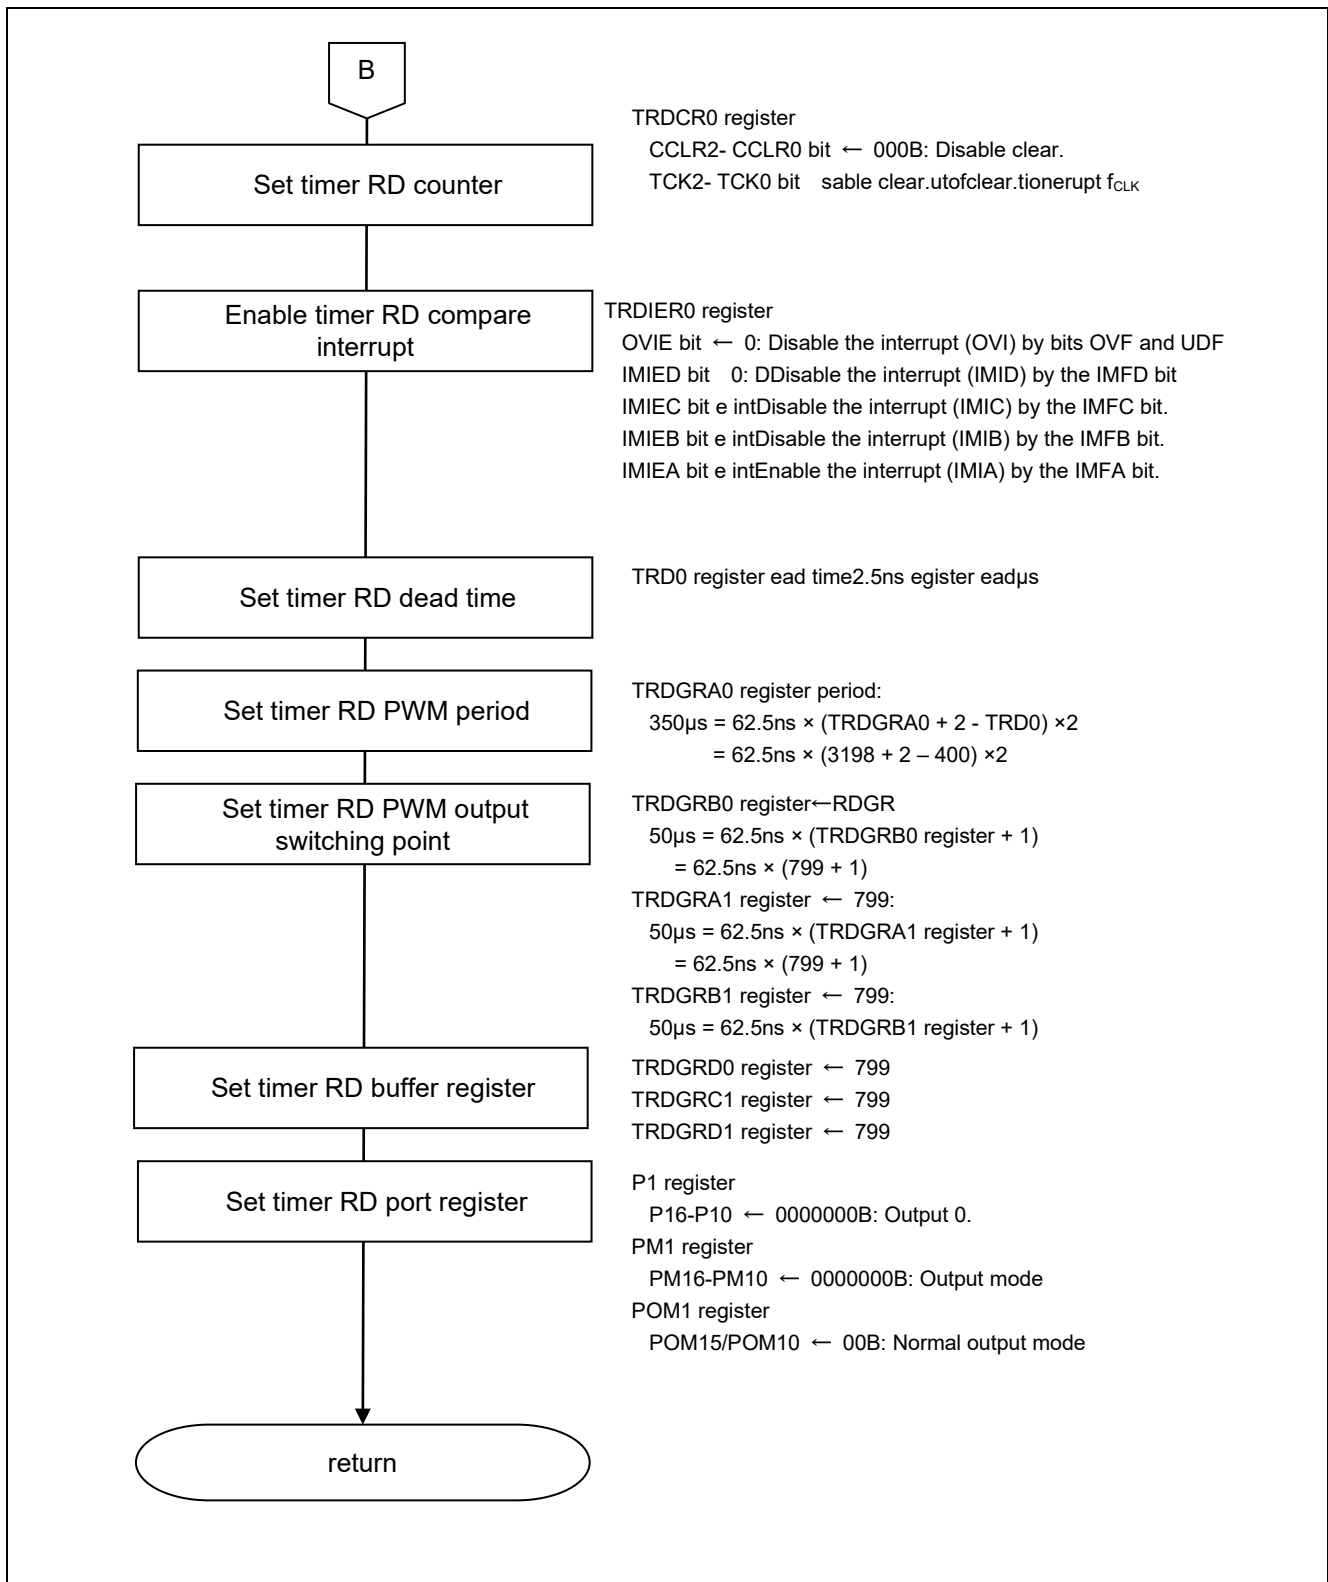 B
Set timer RD counter
TRDCR0 register
CCLR2- CCLR0 bit ← 000B: Disable clear.
TCK2- TCK0 bit sable clear.utofclear.tionerupt fCLK
Enable timer RD compare
interrupt
TRDIER0 register
OVIE bit ← 0: Disable the interrupt (OVI) by bits OVF and UDF
IMIED bit 0: DDisable the interrupt (IMID) by the IMFD bit
IMIEC bit e intDisable the interrupt (IMIC) by the IMFC bit.
IMIEB bit e intDisable the interrupt (IMIB) by the IMFB bit.
IMIEA bit e intEnable the interrupt (IMIA) by the IMFA bit.
Set timer RD dead time
TRD0 register ead time2.5ns egister eadµs
Set timer RD PWM period
TRDGRA0 register period:
350µs = 62.5ns × (TRDGRA0 + 2 - TRD0) ×2
= 62.5ns × (3198 + 2 – 400) ×2
Set timer RD PWM output
switching point
TRDGRB0 register←RDGR
50µs = 62.5ns × (TRDGRB0 register + 1)
= 62.5ns × (799 + 1)
TRDGRA1 register ← 799:
50µs = 62.5ns × (TRDGRA1 register + 1)
= 62.5ns × (799 + 1)
TRDGRB1 register ← 799:
50µs = 62.5ns × (TRDGRB1 register + 1)
Set timer RD buffer register
TRDGRD0 register ← 799
TRDGRC1 register ← 799
TRDGRD1 register ← 799
Set timer RD port register
P1 register
P16-P10 ← 0000000B: Output 0.
PM1 register
PM16-PM10 ← 0000000B: Output mode
POM1 register
POM15/POM10 ← 00B: Normal output mode
return